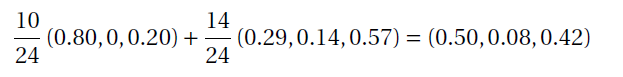 10/24 (0.80, 0, 0.20) + 14/24 (0.29, 0.14, 0.57) = (0.50, 0.08, 0.42)